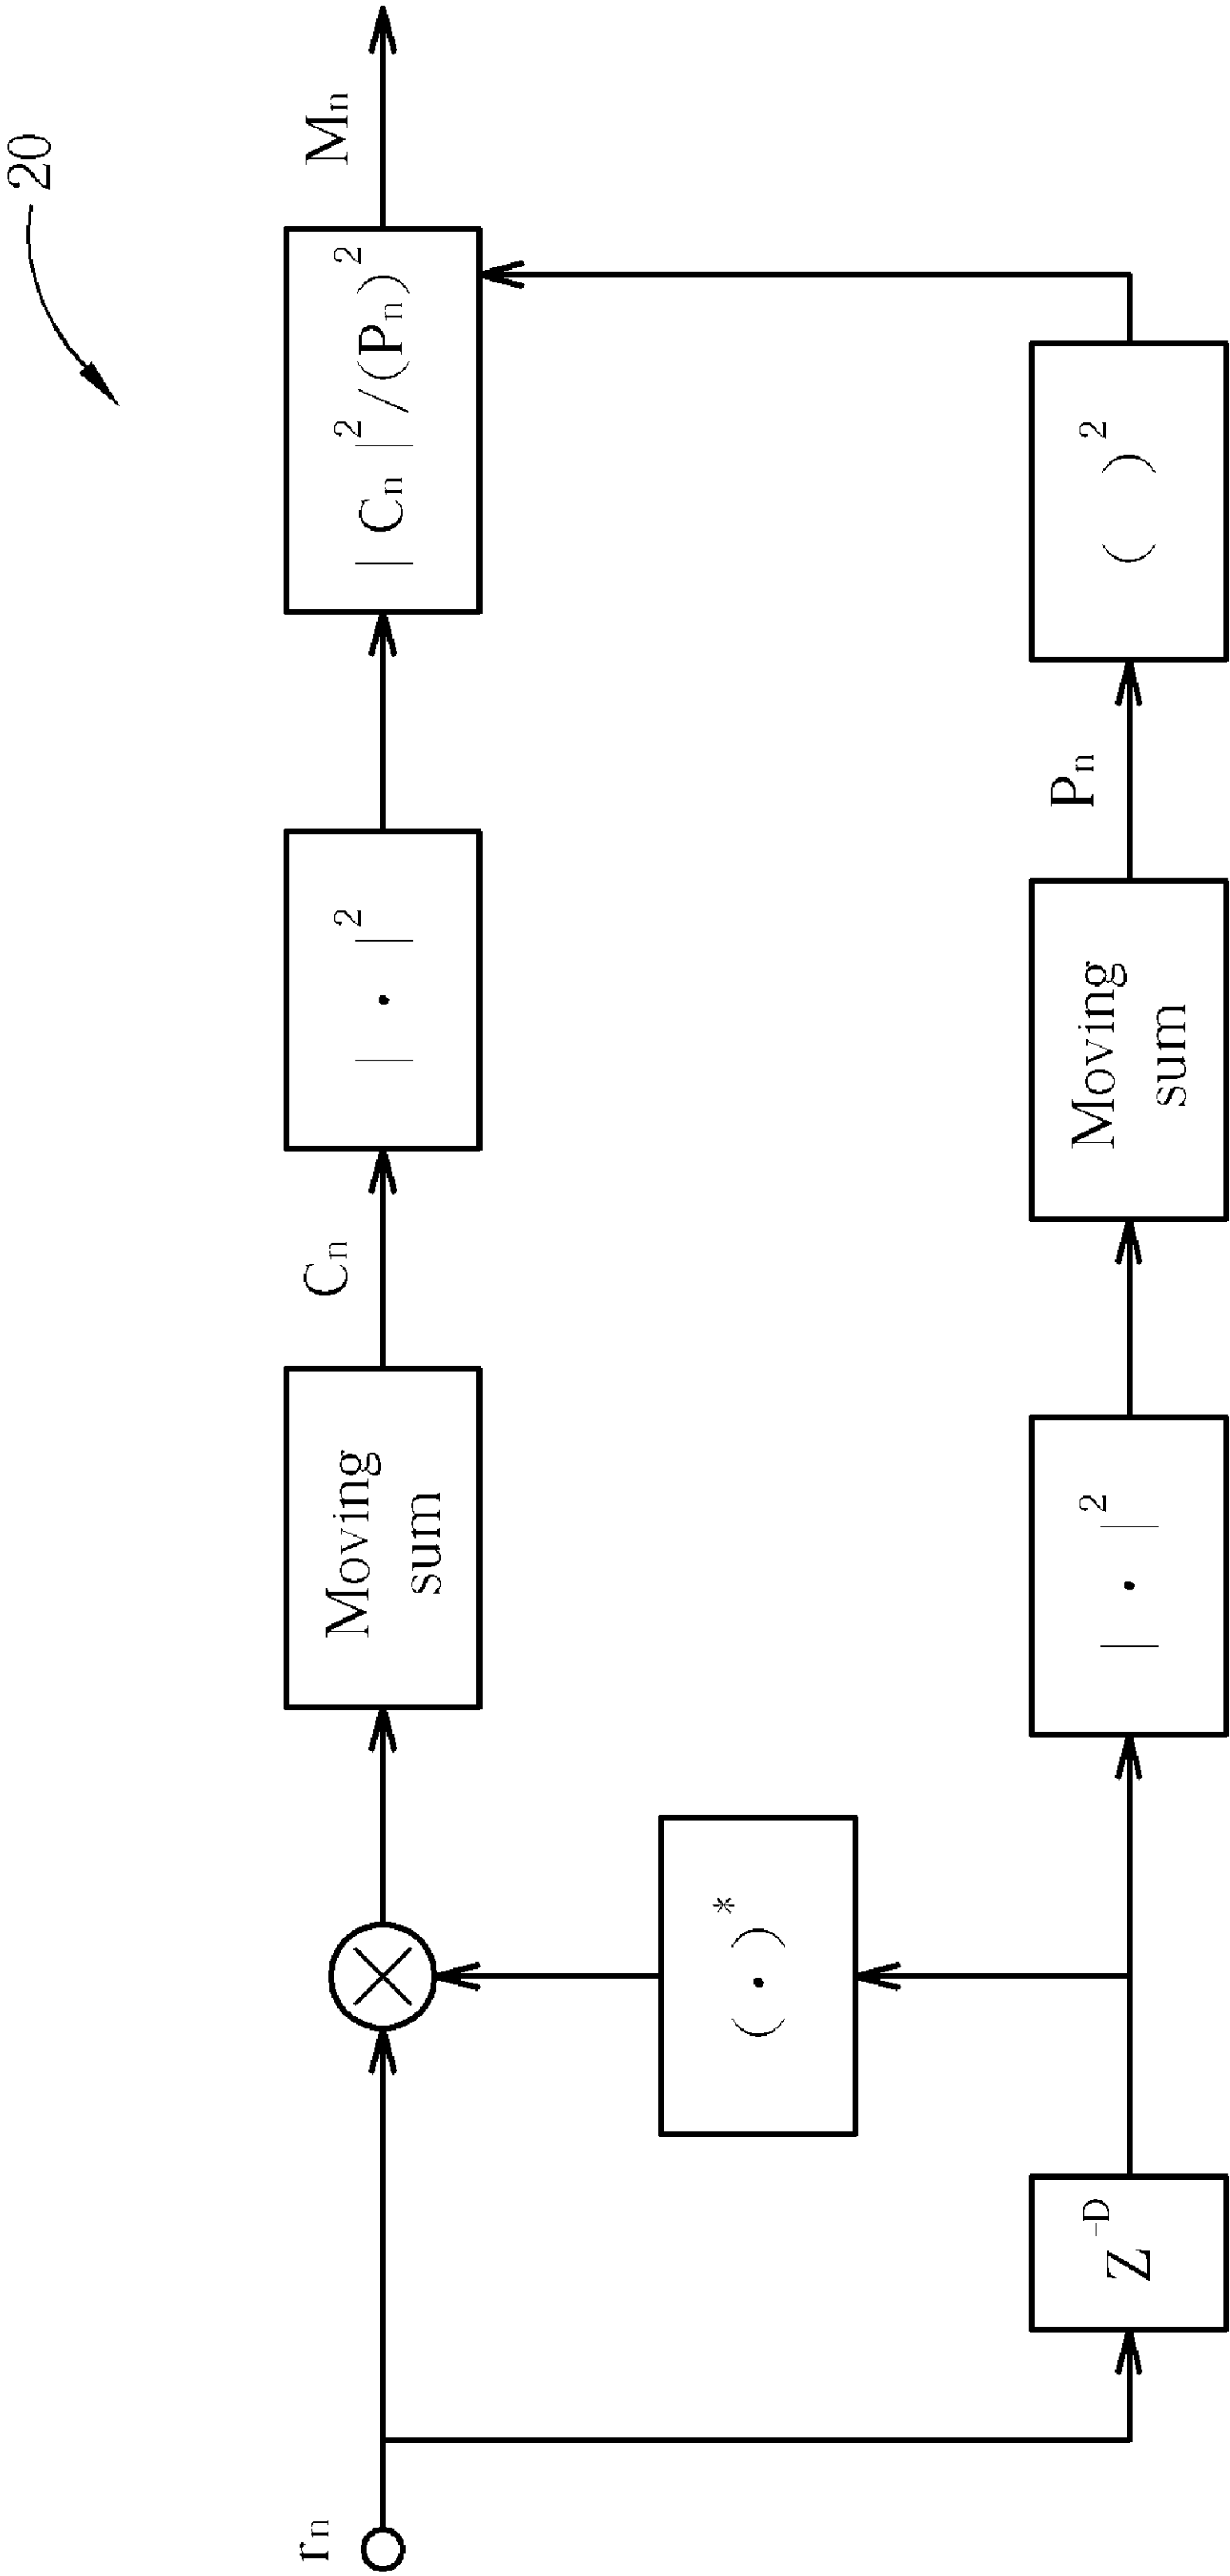 20
rₙ
Moving
sum
Cₙ
| · |²
| Cₙ |²/(Pₙ)²
Mₙ
(·)*
Z⁻ᴰ
| · |²
Moving
sum
Pₙ
( )²